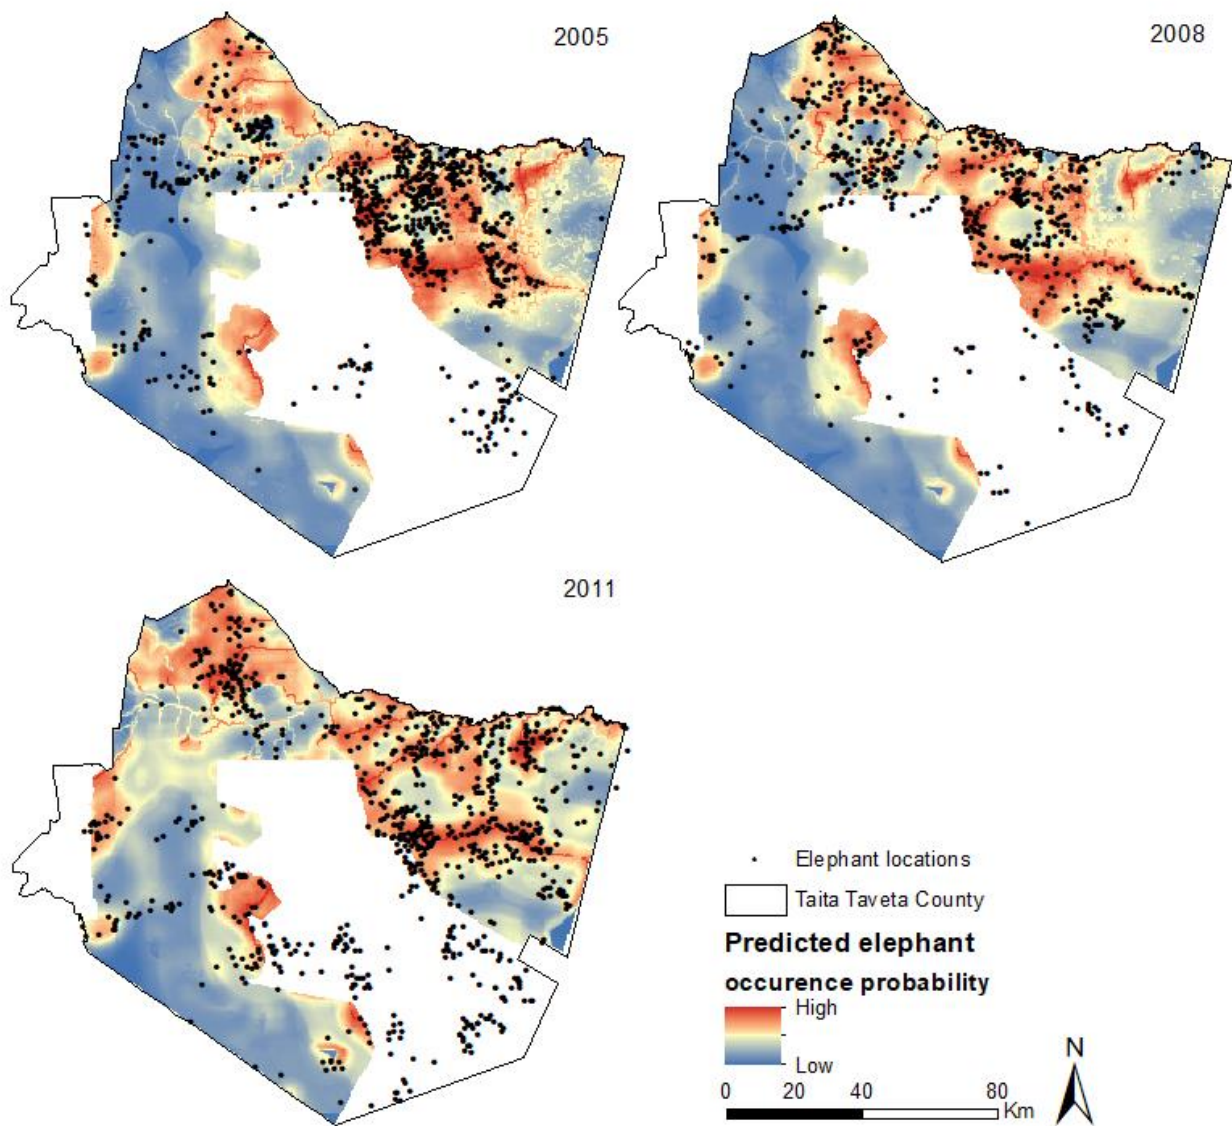 2005
2008
2011
Elephant locations
Taita Taveta County
Predicted elephant
occurence probability
High
Low
N
0 20 40 80
Km